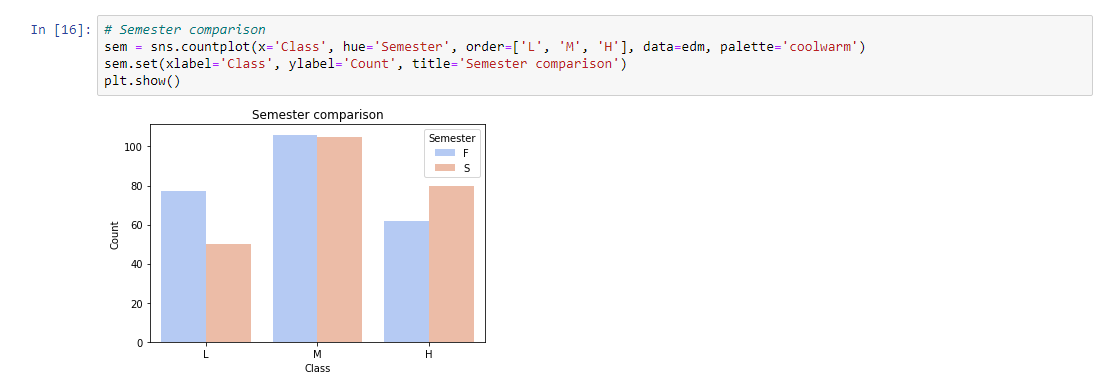 In [16]: # Semester comparison
sem = sns.countplot(x='Class', hue='Semester', order=['L', 'M', 'H'], data=edm, palette='coolwarm')
sem.set(xlabel='Class', ylabel='Count', title='Semester comparison')
plt.show()
Semester comparison
Semester
F
S
100
80
60
40
20
0
Count
L M H
Class